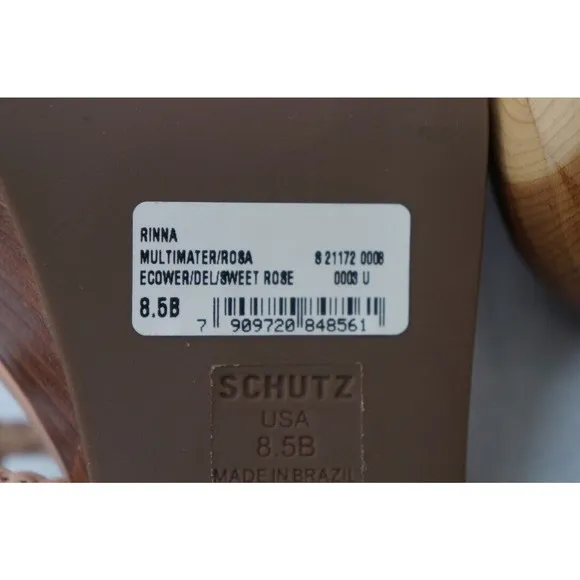 RINNA
MULTIMATER/ROSA S 21172 0008
ECOWER/DEL/SWEET ROSE 0003 U
8.5B
7 909720 848561
SCHUTZ
USA
8.5B
MADE IN BRAZIL